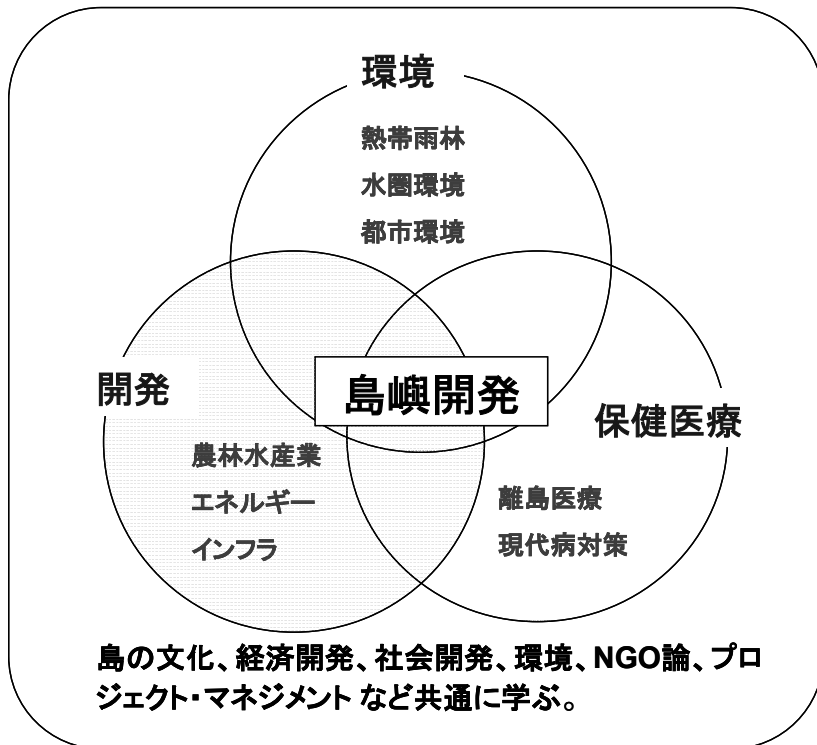 環境
熱帯雨林
水圏環境
都市環境
開発
島嶼開発
保健医療
農林水産業
エネルギー
インフラ
離島医療
現代病対策
島の文化、経済開発、社会開発、環境、NGO論、プロ
ジェクト・マネジメント など共通に学ぶ。